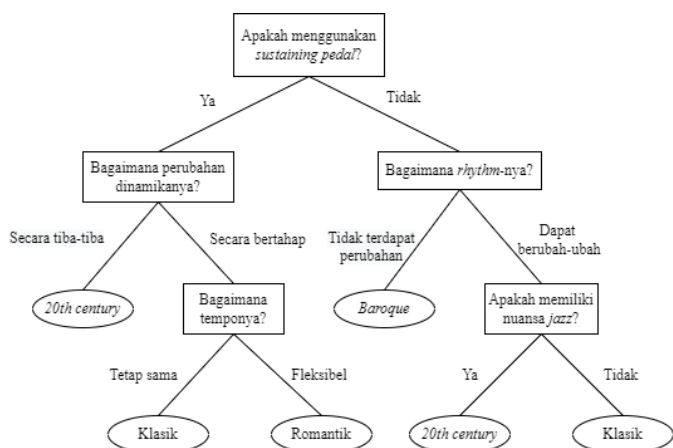 Apakah menggunakan
sustaining pedal?
Ya
Tidak
Bagaimana perubahan
dinamikanya?
Bagaimana rhythm-nya?
Secara tiba-tiba
Secara bertahap
Tidak terdapat
perubahan
Dapat
berubah-ubah
20th century
Bagaimana
temponya?
Baroque
Apakah memiliki
nuansa jazz?
Tetap sama
Fleksibel
Ya
Tidak
Klasik
Romantik
20th century
Klasik